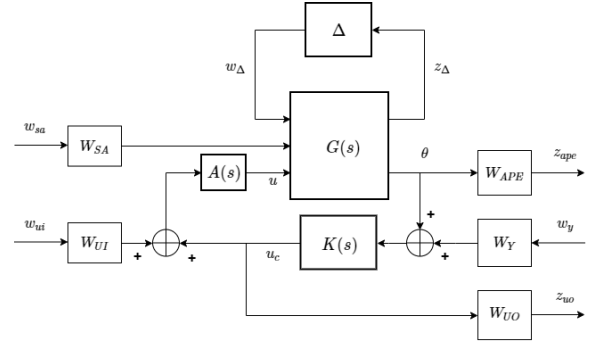 Δ
w_Δ
z_Δ
w_sa
W_SA
G(s)
A(s)
u
θ
W_APE
z_ape
w_ui
W_UI
+
+
u_c
K(s)
+
+
W_Y
w_y
W_UO
z_uo